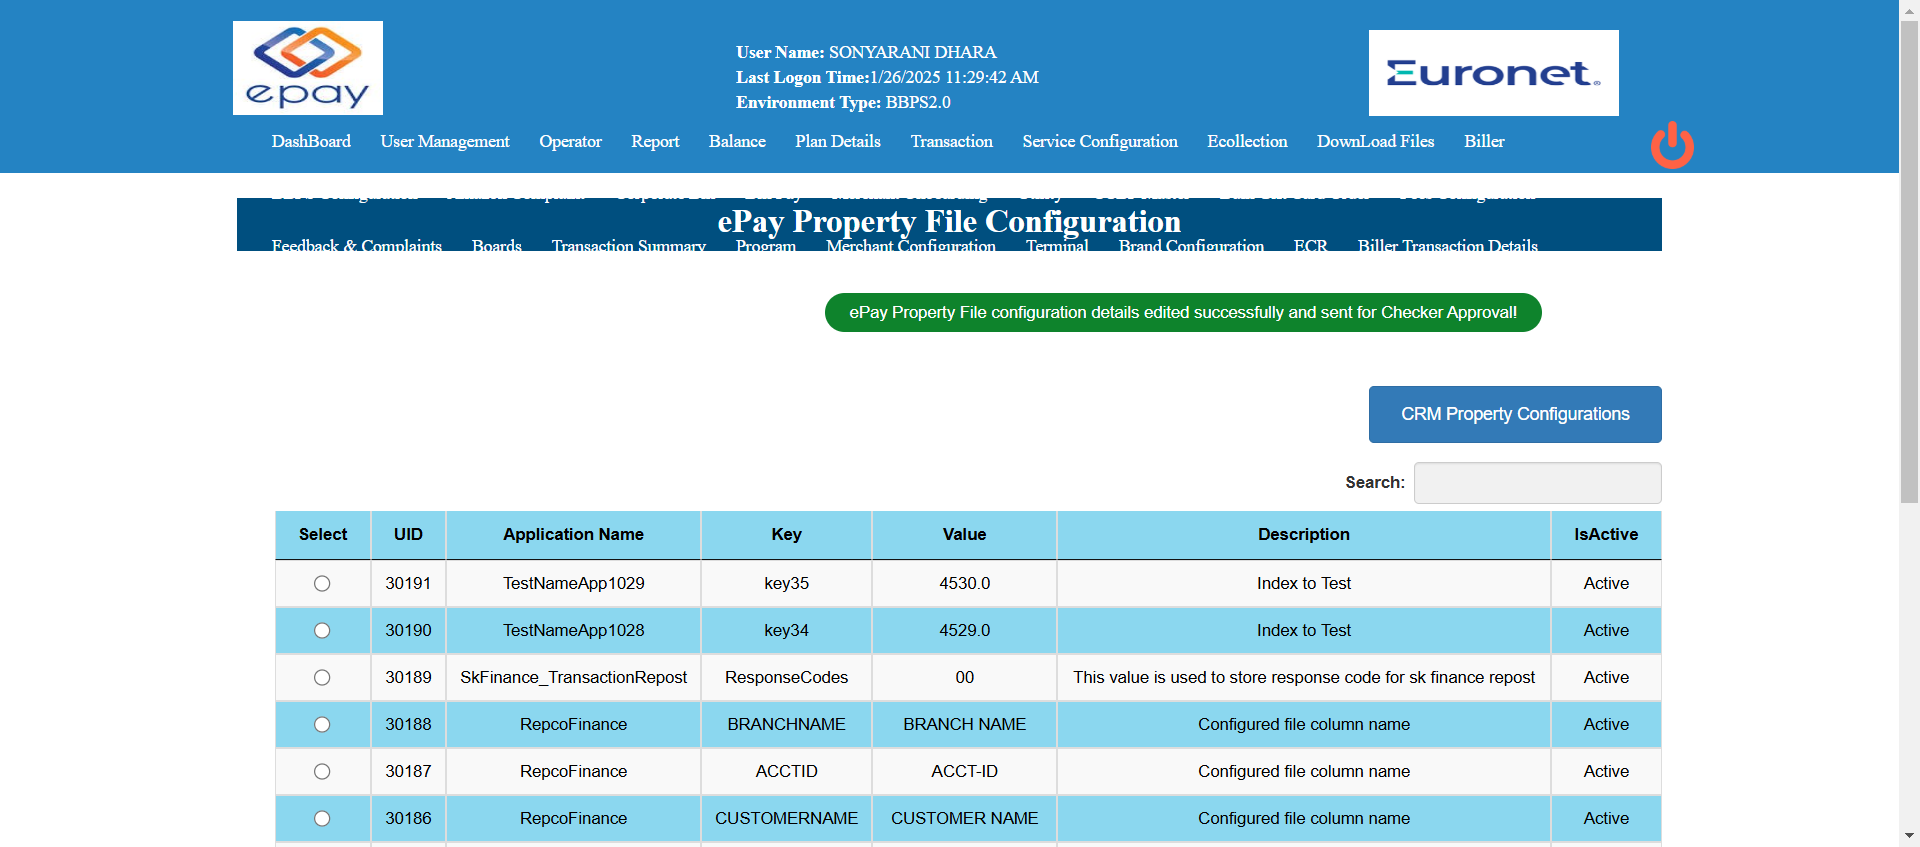 epay
User Name: SONYARANI DHARA
Last Logon Time:1/26/2025 11:29:42 AM
Environment Type: BBPS2.0
Euronet
DashBoard User Management Operator Report Balance Plan Details Transaction Service Configuration Ecollection DownLoad Files Biller
ePay Property File Configuration
Feedback & Complaints Boards Transaction Summary Program Merchant Configuration Terminal Brand Configuration ECR Biller Transaction Details
ePay Property File configuration details edited successfully and sent for Checker Approval!
CRM Property Configurations
Search:
Select UID Application Name Key Value Description IsActive
30191 TestNameApp1029 key35 4530.0 Index to Test Active
30190 TestNameApp1028 key34 4529.0 Index to Test Active
30189 SkFinance_TransactionRepost ResponseCodes 00 This value is used to store response code for sk finance repost Active
30188 RepcoFinance BRANCHNAME BRANCH NAME Configured file column name Active
30187 RepcoFinance ACCTID ACCT-ID Configured file column name Active
30186 RepcoFinance CUSTOMERNAME CUSTOMER NAME Configured file column name Active